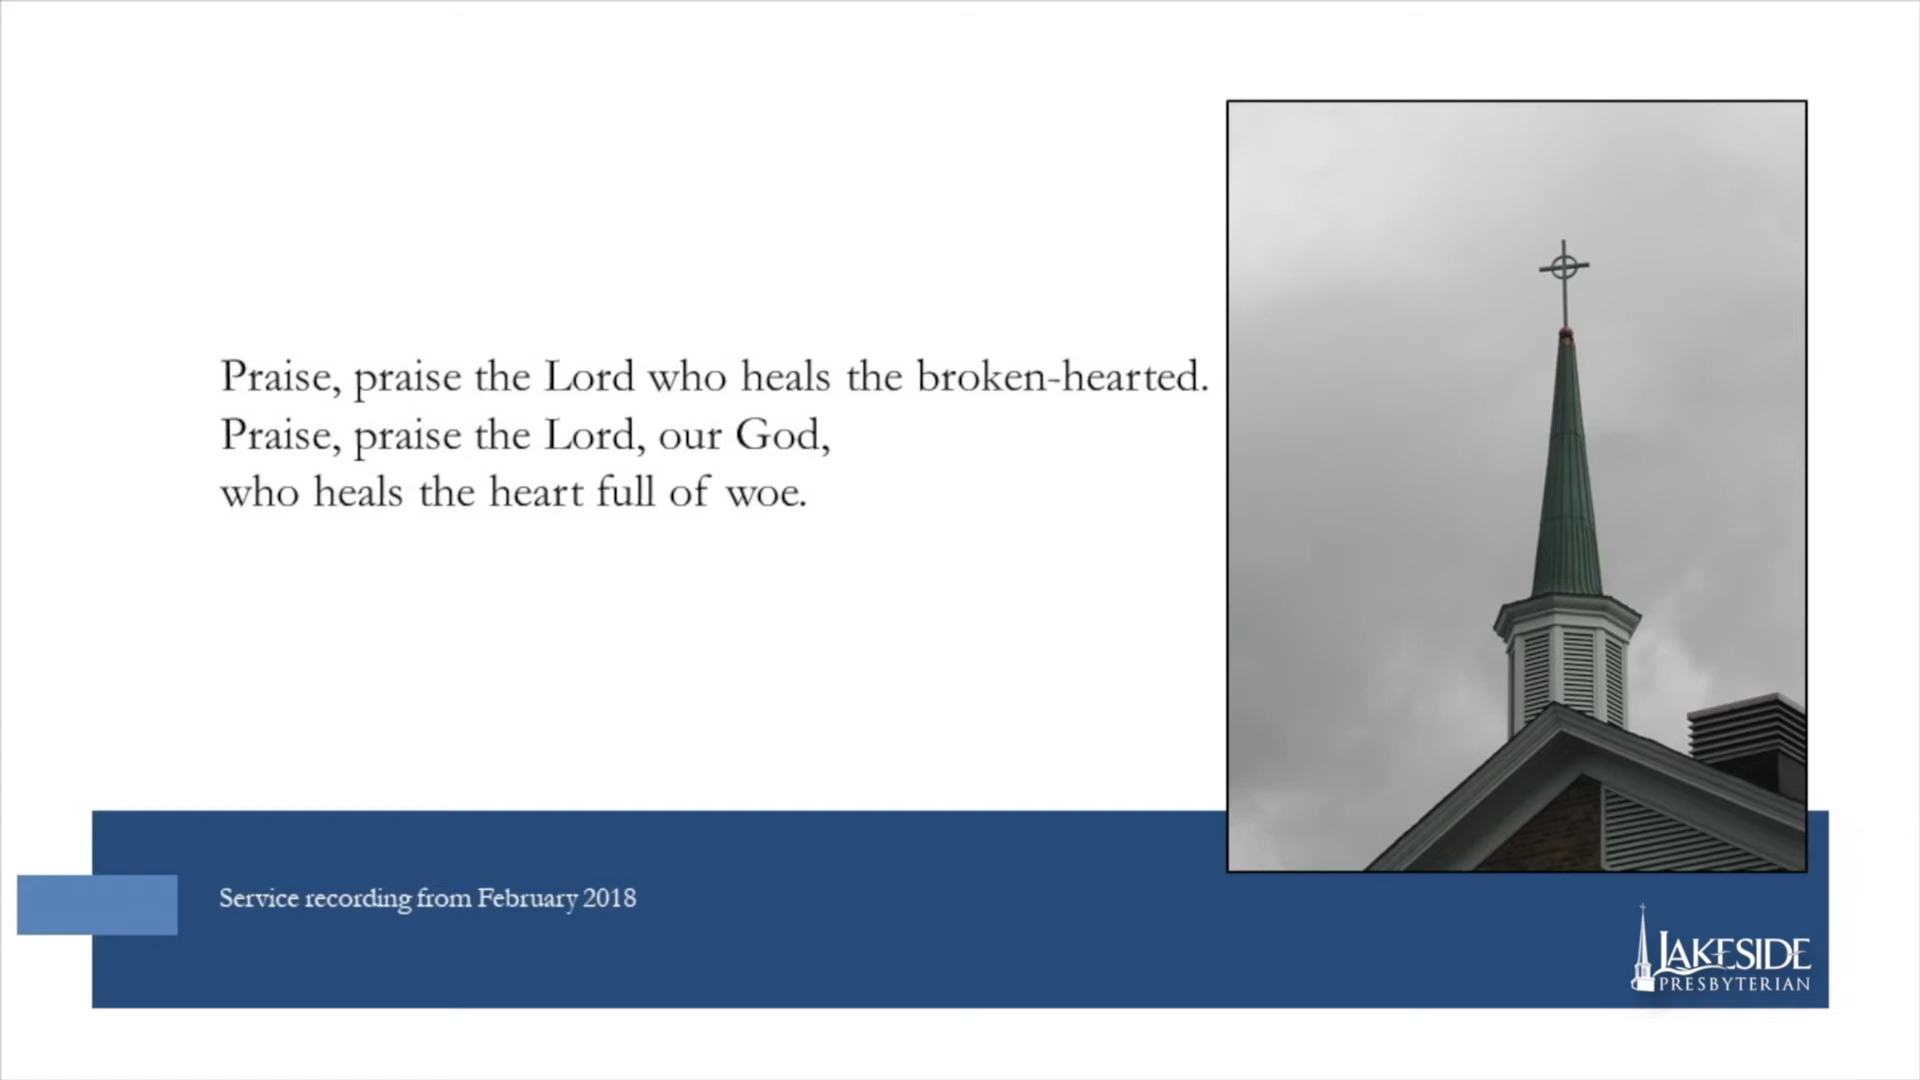 Praise, praise the Lord who heals the broken-hearted.
Praise, praise the Lord, our God,
who heals the heart full of woe.
Service recording from February 2018
LAKESIDE
PRESBYTERIAN